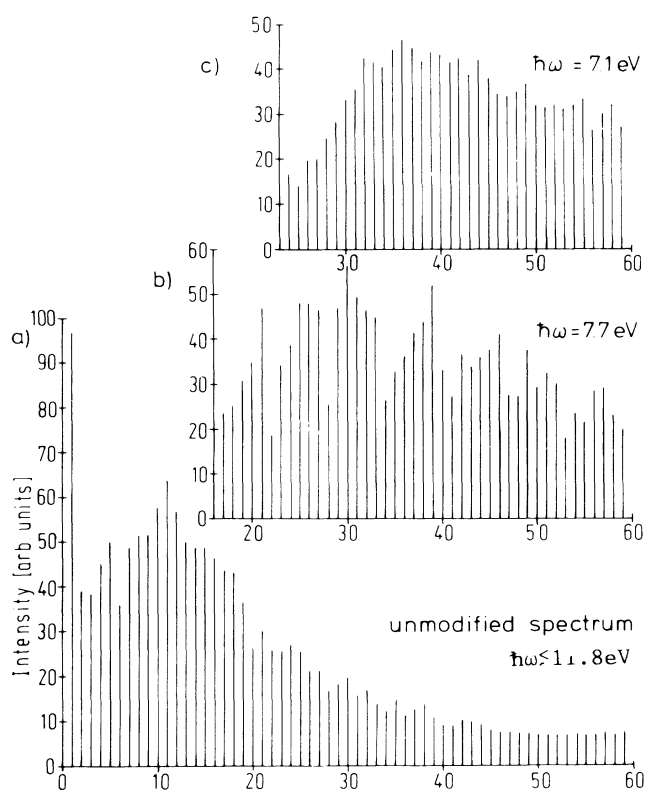 50
40
30
20
10
0
c)
ħω = 7.1 eV
30 40 50 60
60
50
40
30
20
10
0
b)
ħω = 7.7 eV
20 30 40 50 60
100
90
80
70
60
50
40
30
20
10
0
a)
Intensity [arb units]
unmodified spectrum
ħω≲11.8eV
0 10 20 30 40 50 60